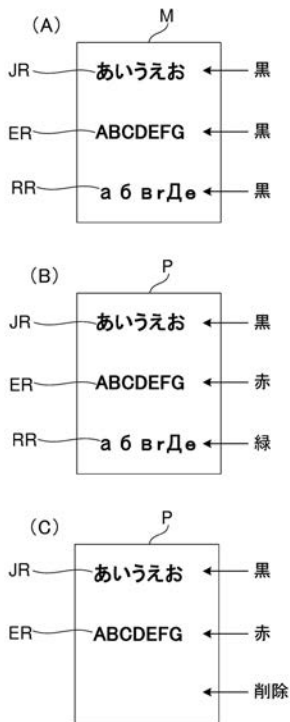 (A)
M
JR あいうえお 黒
ER ABCDEFG 黒
RR а б вгДе 黒
(B)
P
JR あいうえお 黒
ER ABCDEFG 赤
RR а б вгДе 緑
(C)
P
JR あいうえお 黒
ER ABCDEFG 赤
削除